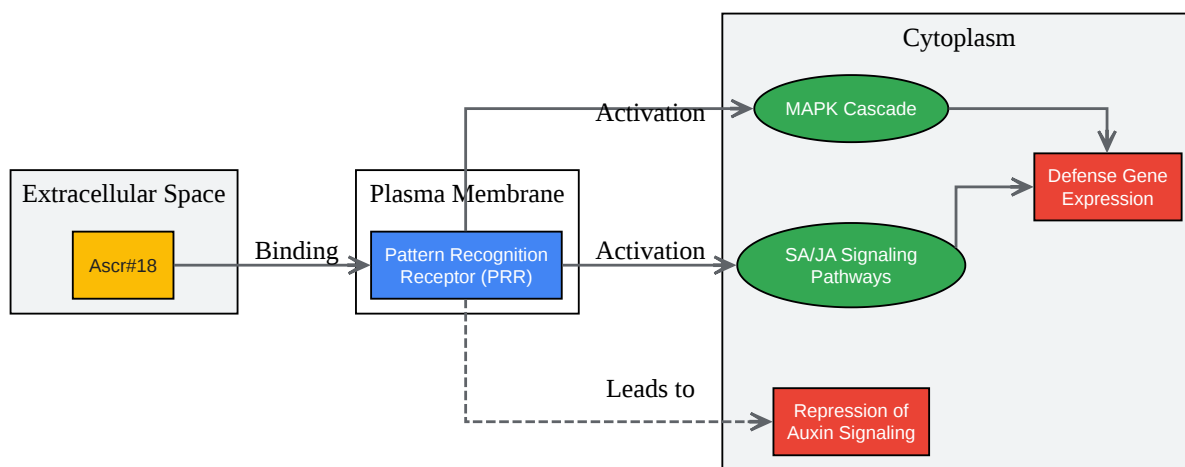 Cytoplasm
Activation
MAPK Cascade
Extracellular Space
Plasma Membrane
Defense Gene
Expression
Ascr#18
Binding
Pattern Recognition
Receptor (PRR)
Activation
SA/JA Signaling
Pathways
Leads to
Repression of
Auxin Signaling